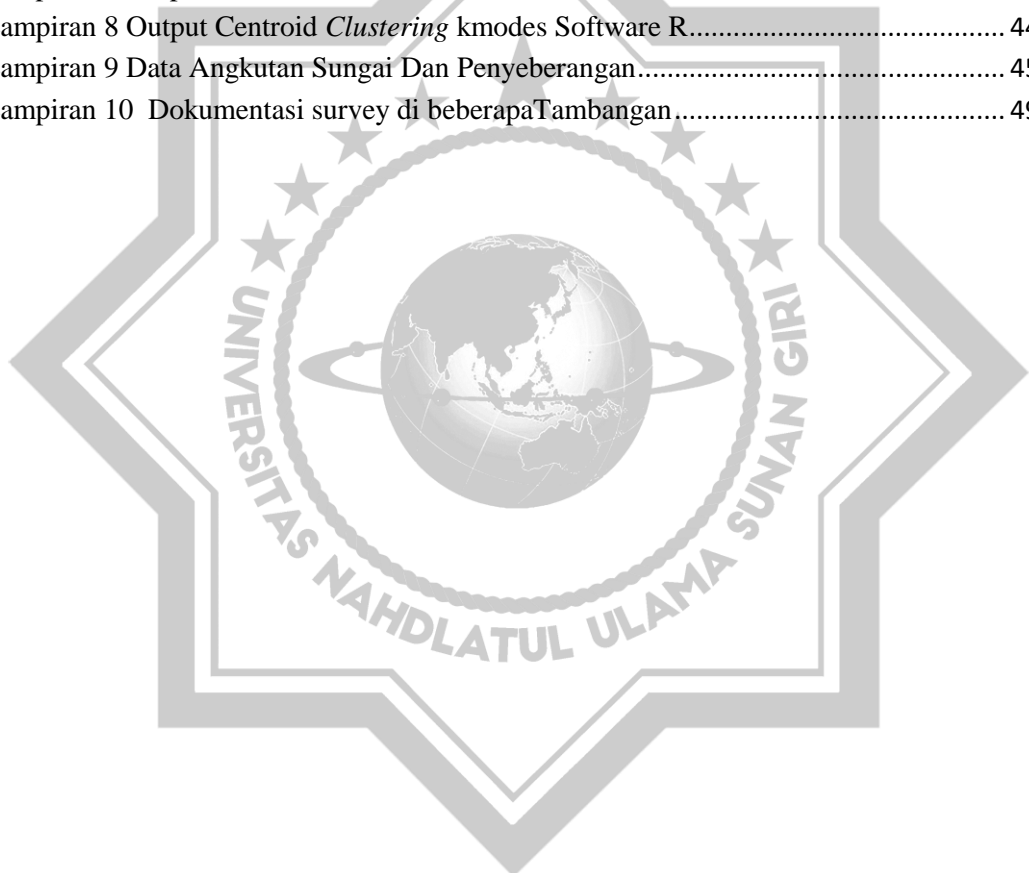 ampiran 8 Output Centroid Clustering kmodes Software R.................................... 44
ampiran 9 Data Angkutan Sungai Dan Penyeberangan.......................................... 45
ampiran 10  Dokumentasi survey di beberapaTambangan...................................... 49
UNIVERSITAS NAHDLATUL ULAMA SUNAN GIRI